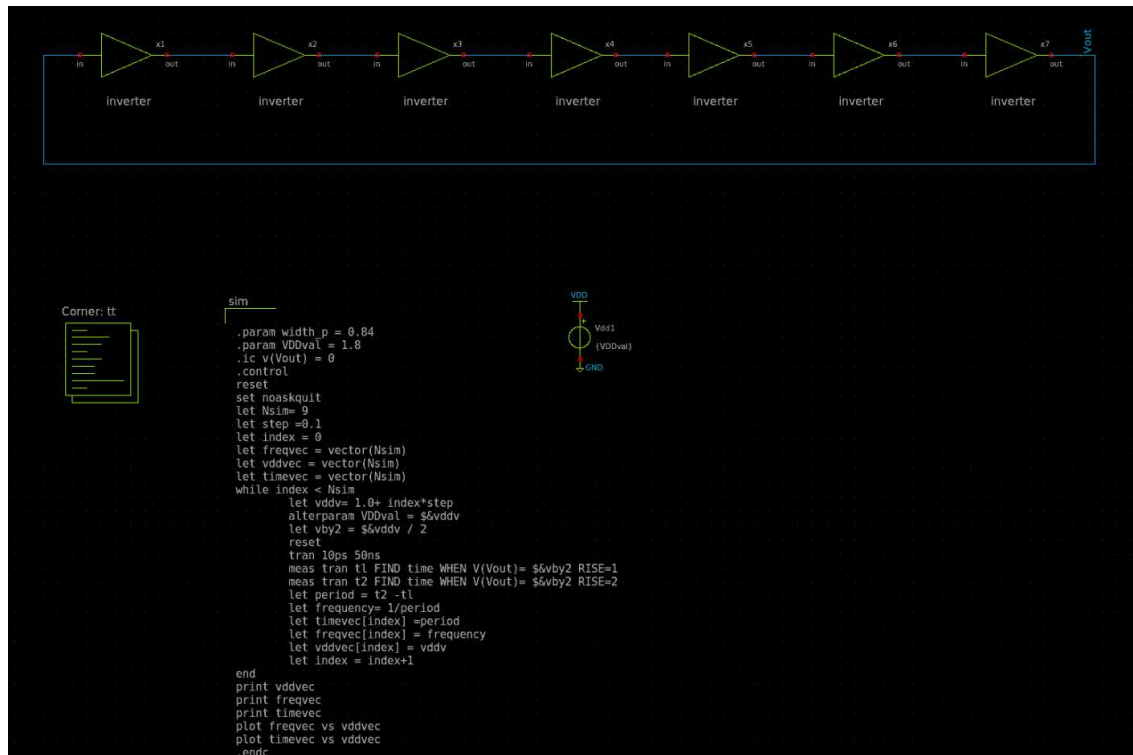 x1 x2 x3 x4 x5 x6 x7 Vout
in out in out in out in out in out in out in out
inverter inverter inverter inverter inverter inverter inverter
VDD
Vdd1
{VDDval}
GND
Corner: tt
sim
.param width_p = 0.84
.param VDDval = 1.8
.ic v(Vout) = 0
.control
reset
set noaskquit
let Nsim= 9
let step =0.1
let index = 0
let freqvec = vector(Nsim)
let vddvec = vector(Nsim)
let timevec = vector(Nsim)
while index < Nsim
let vddv= 1.0+ index*step
alterparam VDDval = $&vddv
let vby2 = $&vddv / 2
reset
tran 10ps 50ns
meas tran tl FIND time WHEN V(Vout)= $&vby2 RISE=1
meas tran t2 FIND time WHEN V(Vout)= $&vby2 RISE=2
let period = t2 -tl
let frequency= 1/period
let timevec[index] =period
let freqvec[index] = frequency
let vddvec[index] = vddv
let index = index+1
end
print vddvec
print freqvec
print timevec
plot freqvec vs vddvec
plot timevec vs vddvec
.endc